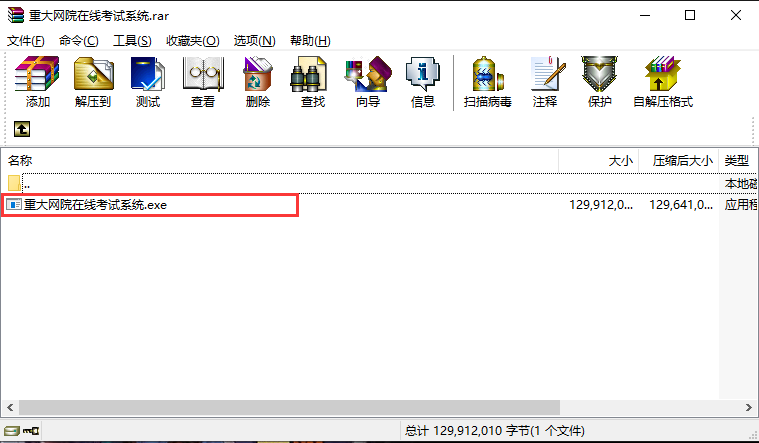 重大网院在线考试系统.rar
文件(F) 命令(C) 工具(S) 收藏夹(O) 选项(N) 帮助(H)
添加 解压到 测试 查看 删除 查找 向导 信息 扫描病毒 注释 保护 自解压格式
名称 大小 压缩后大小 类型
.. 本地磁
重大网院在线考试系统.exe 129,912,0... 129,641,0... 应用程
总计 129,912,010 字节(1 个文件)